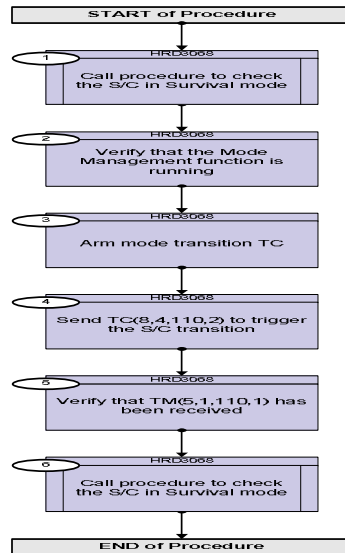 START of Procedure
HRD3068
1
Call procedure to check
the S/C in Survival mode
HRD3068
2
Verify that the Mode
Management function is
running
HRD3068
3
Arm mode transition TC
HRD3068
4
Send TC(8,4,110,2) to trigger
the S/C transition
HRD3068
5
Verify that TM(5,1,110,1) has
been received
HRD3068
6
Call procedure to check
the S/C in Survival mode
END of Procedure